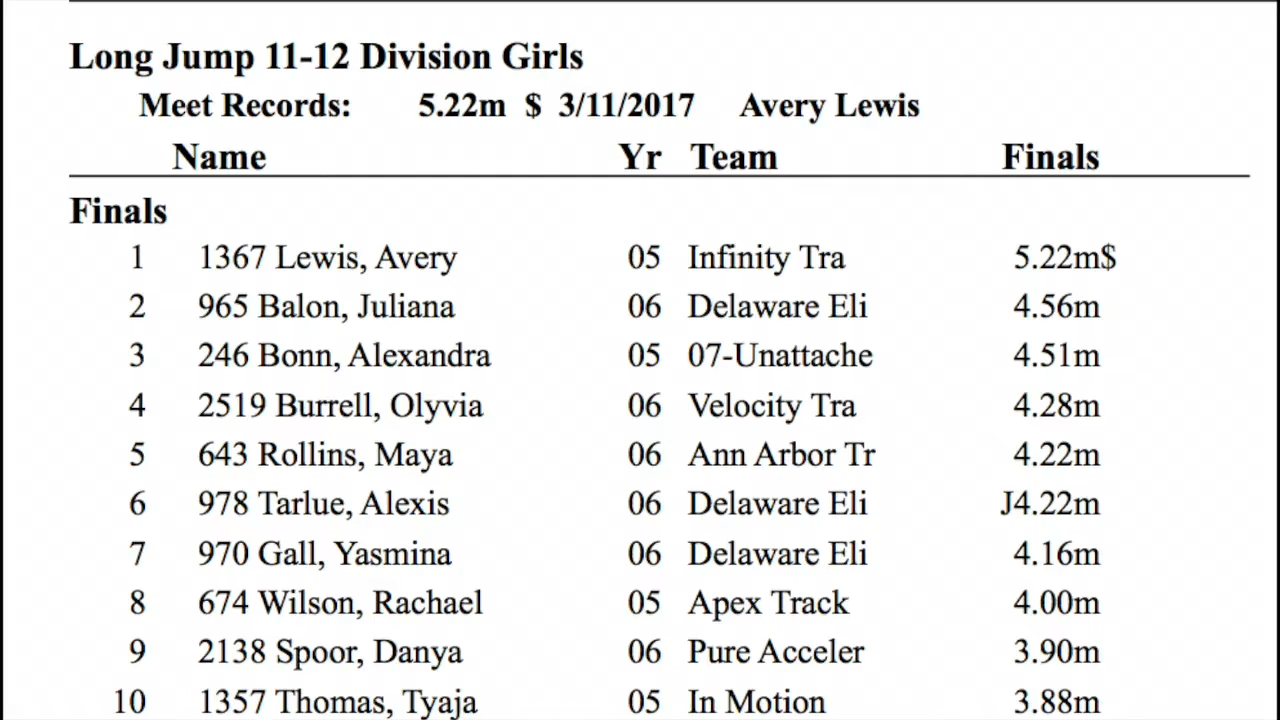 Long Jump 11-12 Division Girls
Meet Records: 5.22m $ 3/11/2017 Avery Lewis
Name Yr Team Finals
Finals
1 1367 Lewis, Avery 05 Infinity Tra 5.22m$
2 965 Balon, Juliana 06 Delaware Eli 4.56m
3 246 Bonn, Alexandra 05 07-Unattache 4.51m
4 2519 Burrell, Olyvia 06 Velocity Tra 4.28m
5 643 Rollins, Maya 06 Ann Arbor Tr 4.22m
6 978 Tarlue, Alexis 06 Delaware Eli J4.22m
7 970 Gall, Yasmina 06 Delaware Eli 4.16m
8 674 Wilson, Rachael 05 Apex Track 4.00m
9 2138 Spoor, Danya 06 Pure Acceler 3.90m
10 1357 Thomas, Tyaja 05 In Motion 3.88m